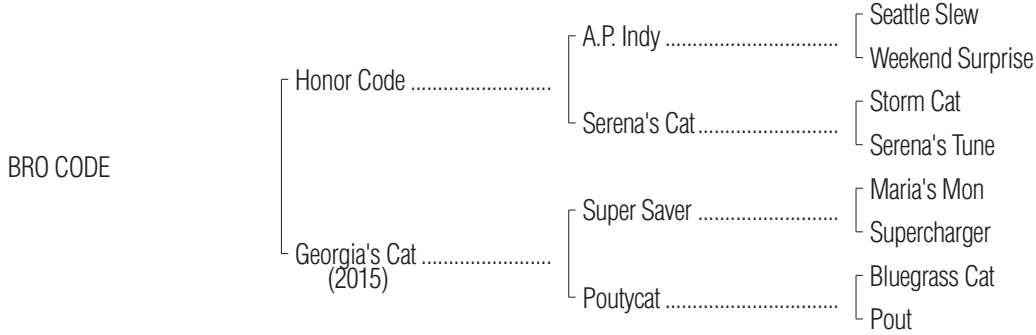 Seattle Slew
A.P. Indy ..............................
Weekend Surprise
Honor Code ........................
Storm Cat
Serena's Cat........................
Serena's Tune
BRO CODE
Maria's Mon
Super Saver ........................
Supercharger
Georgia's Cat ......................
(2015)
Bluegrass Cat
Poutycat ..............................
Pout